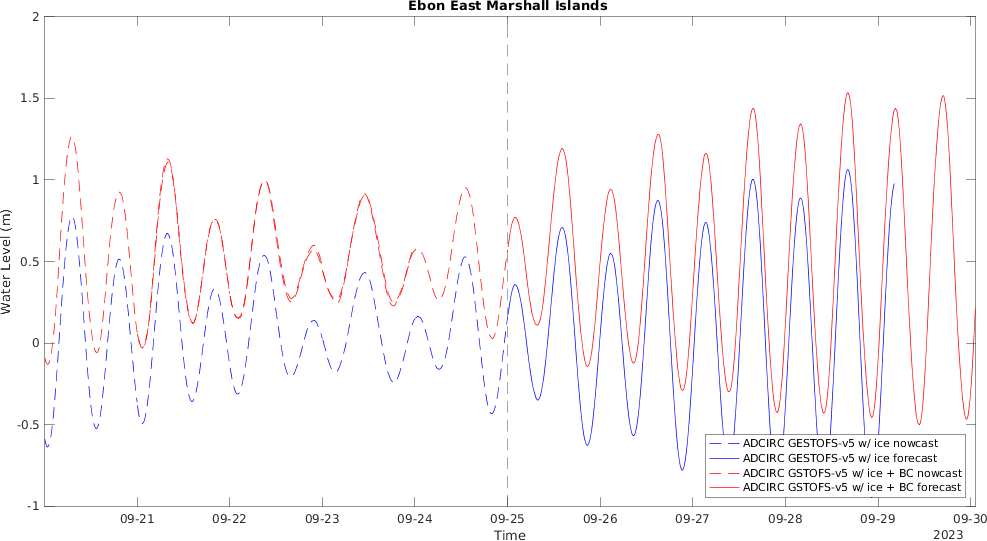 Ebon East Marshall Islands
2
1.5
1
0.5
0
-0.5
-1
Water Level (m)
ADCIRC GESTOFS-v5 w/ ice nowcast
ADCIRC GESTOFS-v5 w/ ice forecast
ADCIRC GSTOFS-v5 w/ ice + BC nowcast
ADCIRC GSTOFS-v5 w/ ice + BC forecast
09-21 09-22 09-23 09-24 09-25 09-26 09-27 09-28 09-29 09-30
Time
2023